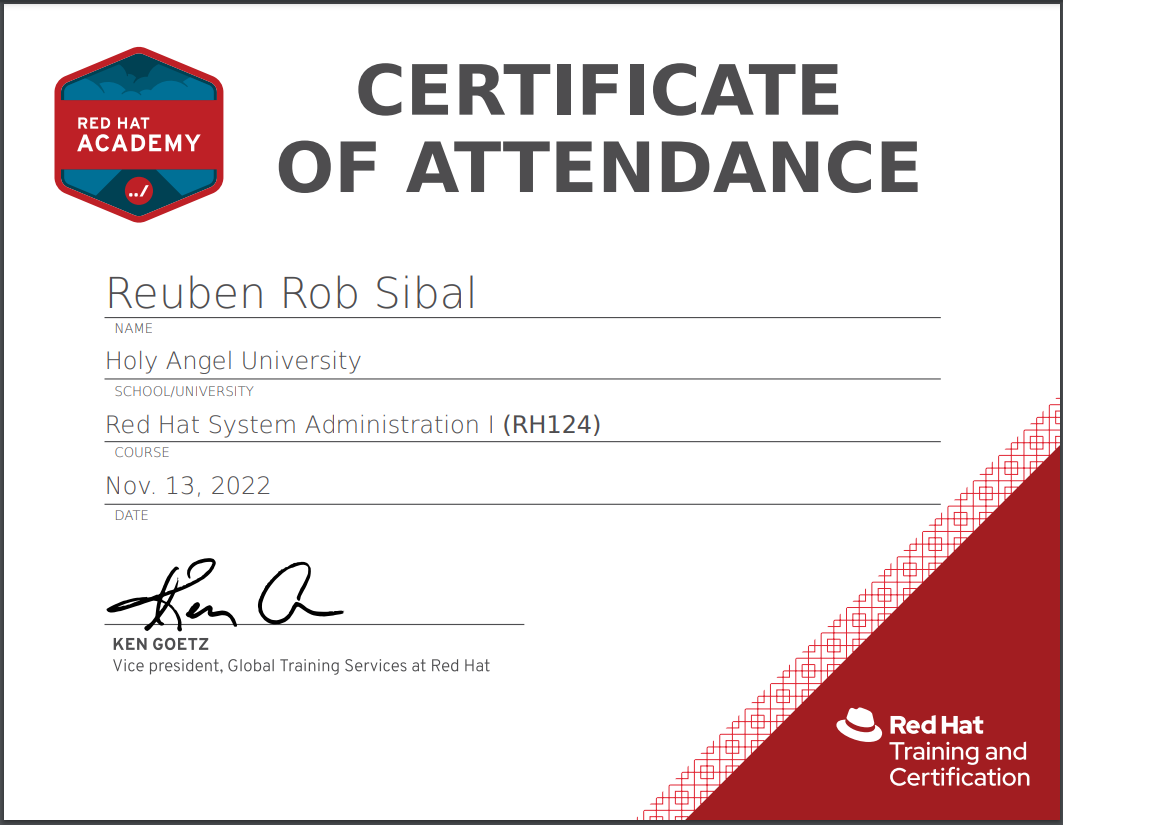 RED HAT
ACADEMY
../
CERTIFICATE
OF ATTENDANCE
Reuben Rob Sibal
NAME
Holy Angel University
SCHOOL/UNIVERSITY
Red Hat System Administration I (RH124)
COURSE
Nov. 13, 2022
DATE
KEN GOETZ
Vice president, Global Training Services at Red Hat
Red Hat
Training and
Certification